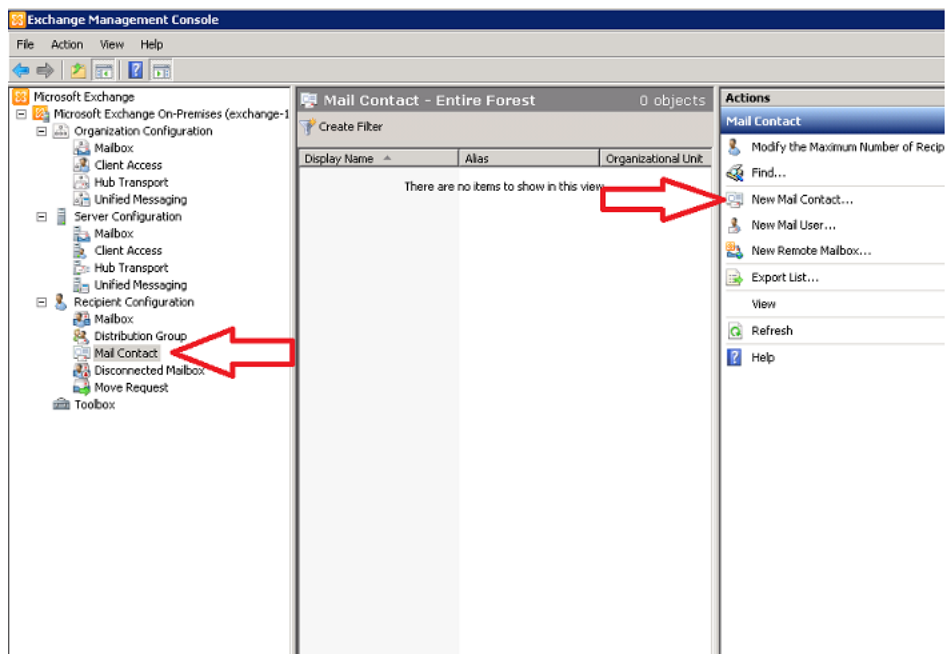 Exchange Management Console
File Action View Help
Microsoft Exchange
Microsoft Exchange On-Premises (exchange-1
Organization Configuration
Mailbox
Client Access
Hub Transport
Unified Messaging
Server Configuration
Mailbox
Client Access
Hub Transport
Unified Messaging
Recipient Configuration
Mailbox
Distribution Group
Mail Contact
Disconnected Mailbox
Move Request
Toolbox
Mail Contact - Entire Forest 0 objects
Create Filter
Display Name Alias Organizational Unit
There are no items to show in this view.
Actions
Mail Contact
Modify the Maximum Number of Recip
Find...
New Mail Contact...
New Mail User...
New Remote Mailbox...
Export List...
View
Refresh
Help